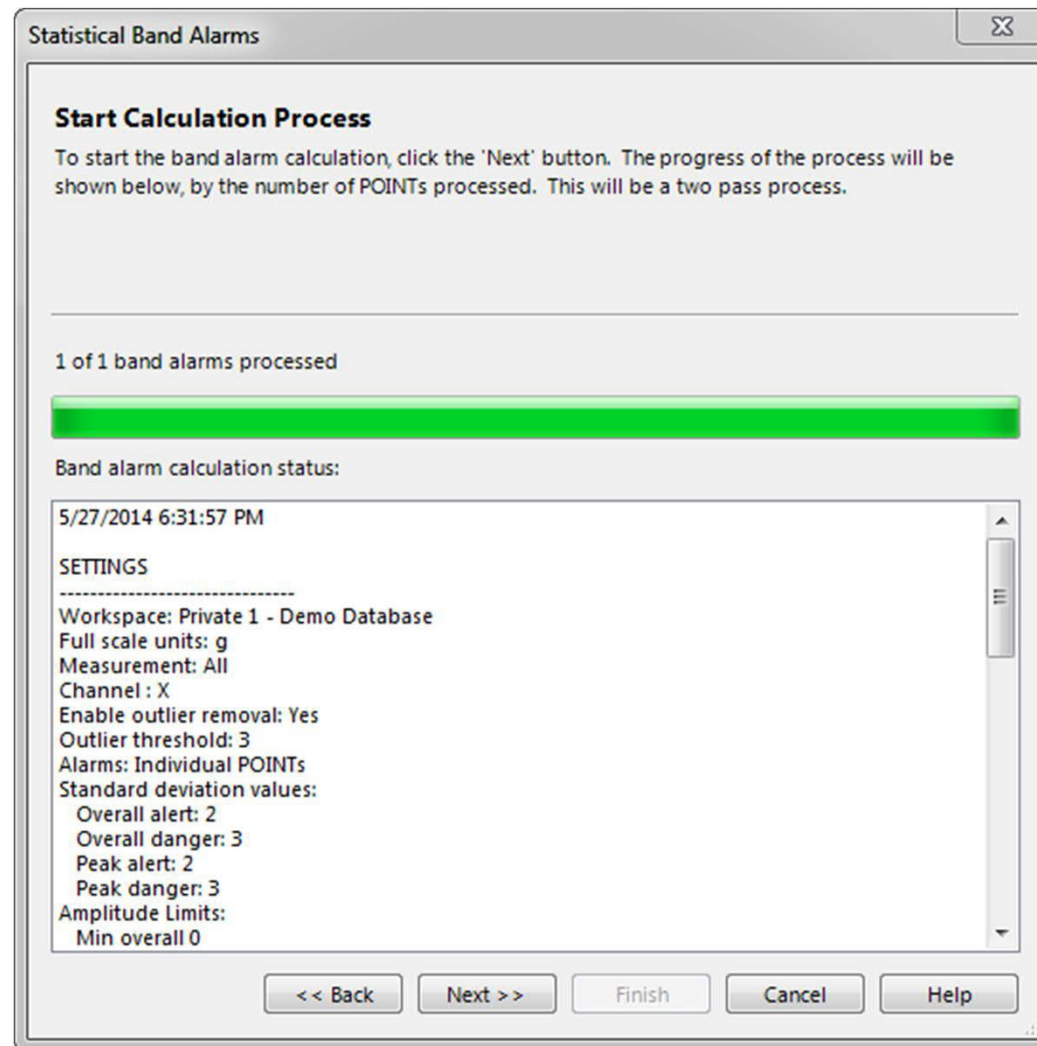 Statistical Band Alarms
Start Calculation Process
To start the band alarm calculation, click the 'Next' button. The progress of the process will be
shown below, by the number of POINTs processed. This will be a two pass process.
1 of 1 band alarms processed
Band alarm calculation status:
5/27/2014 6:31:57 PM
SETTINGS
-------------------------------
Workspace: Private 1 - Demo Database
Full scale units: g
Measurement: All
Channel : X
Enable outlier removal: Yes
Outlier threshold: 3
Alarms: Individual POINTs
Standard deviation values:
Overall alert: 2
Overall danger: 3
Peak alert: 2
Peak danger: 3
Amplitude Limits:
Min overall 0
<< Back Next >> Finish Cancel Help